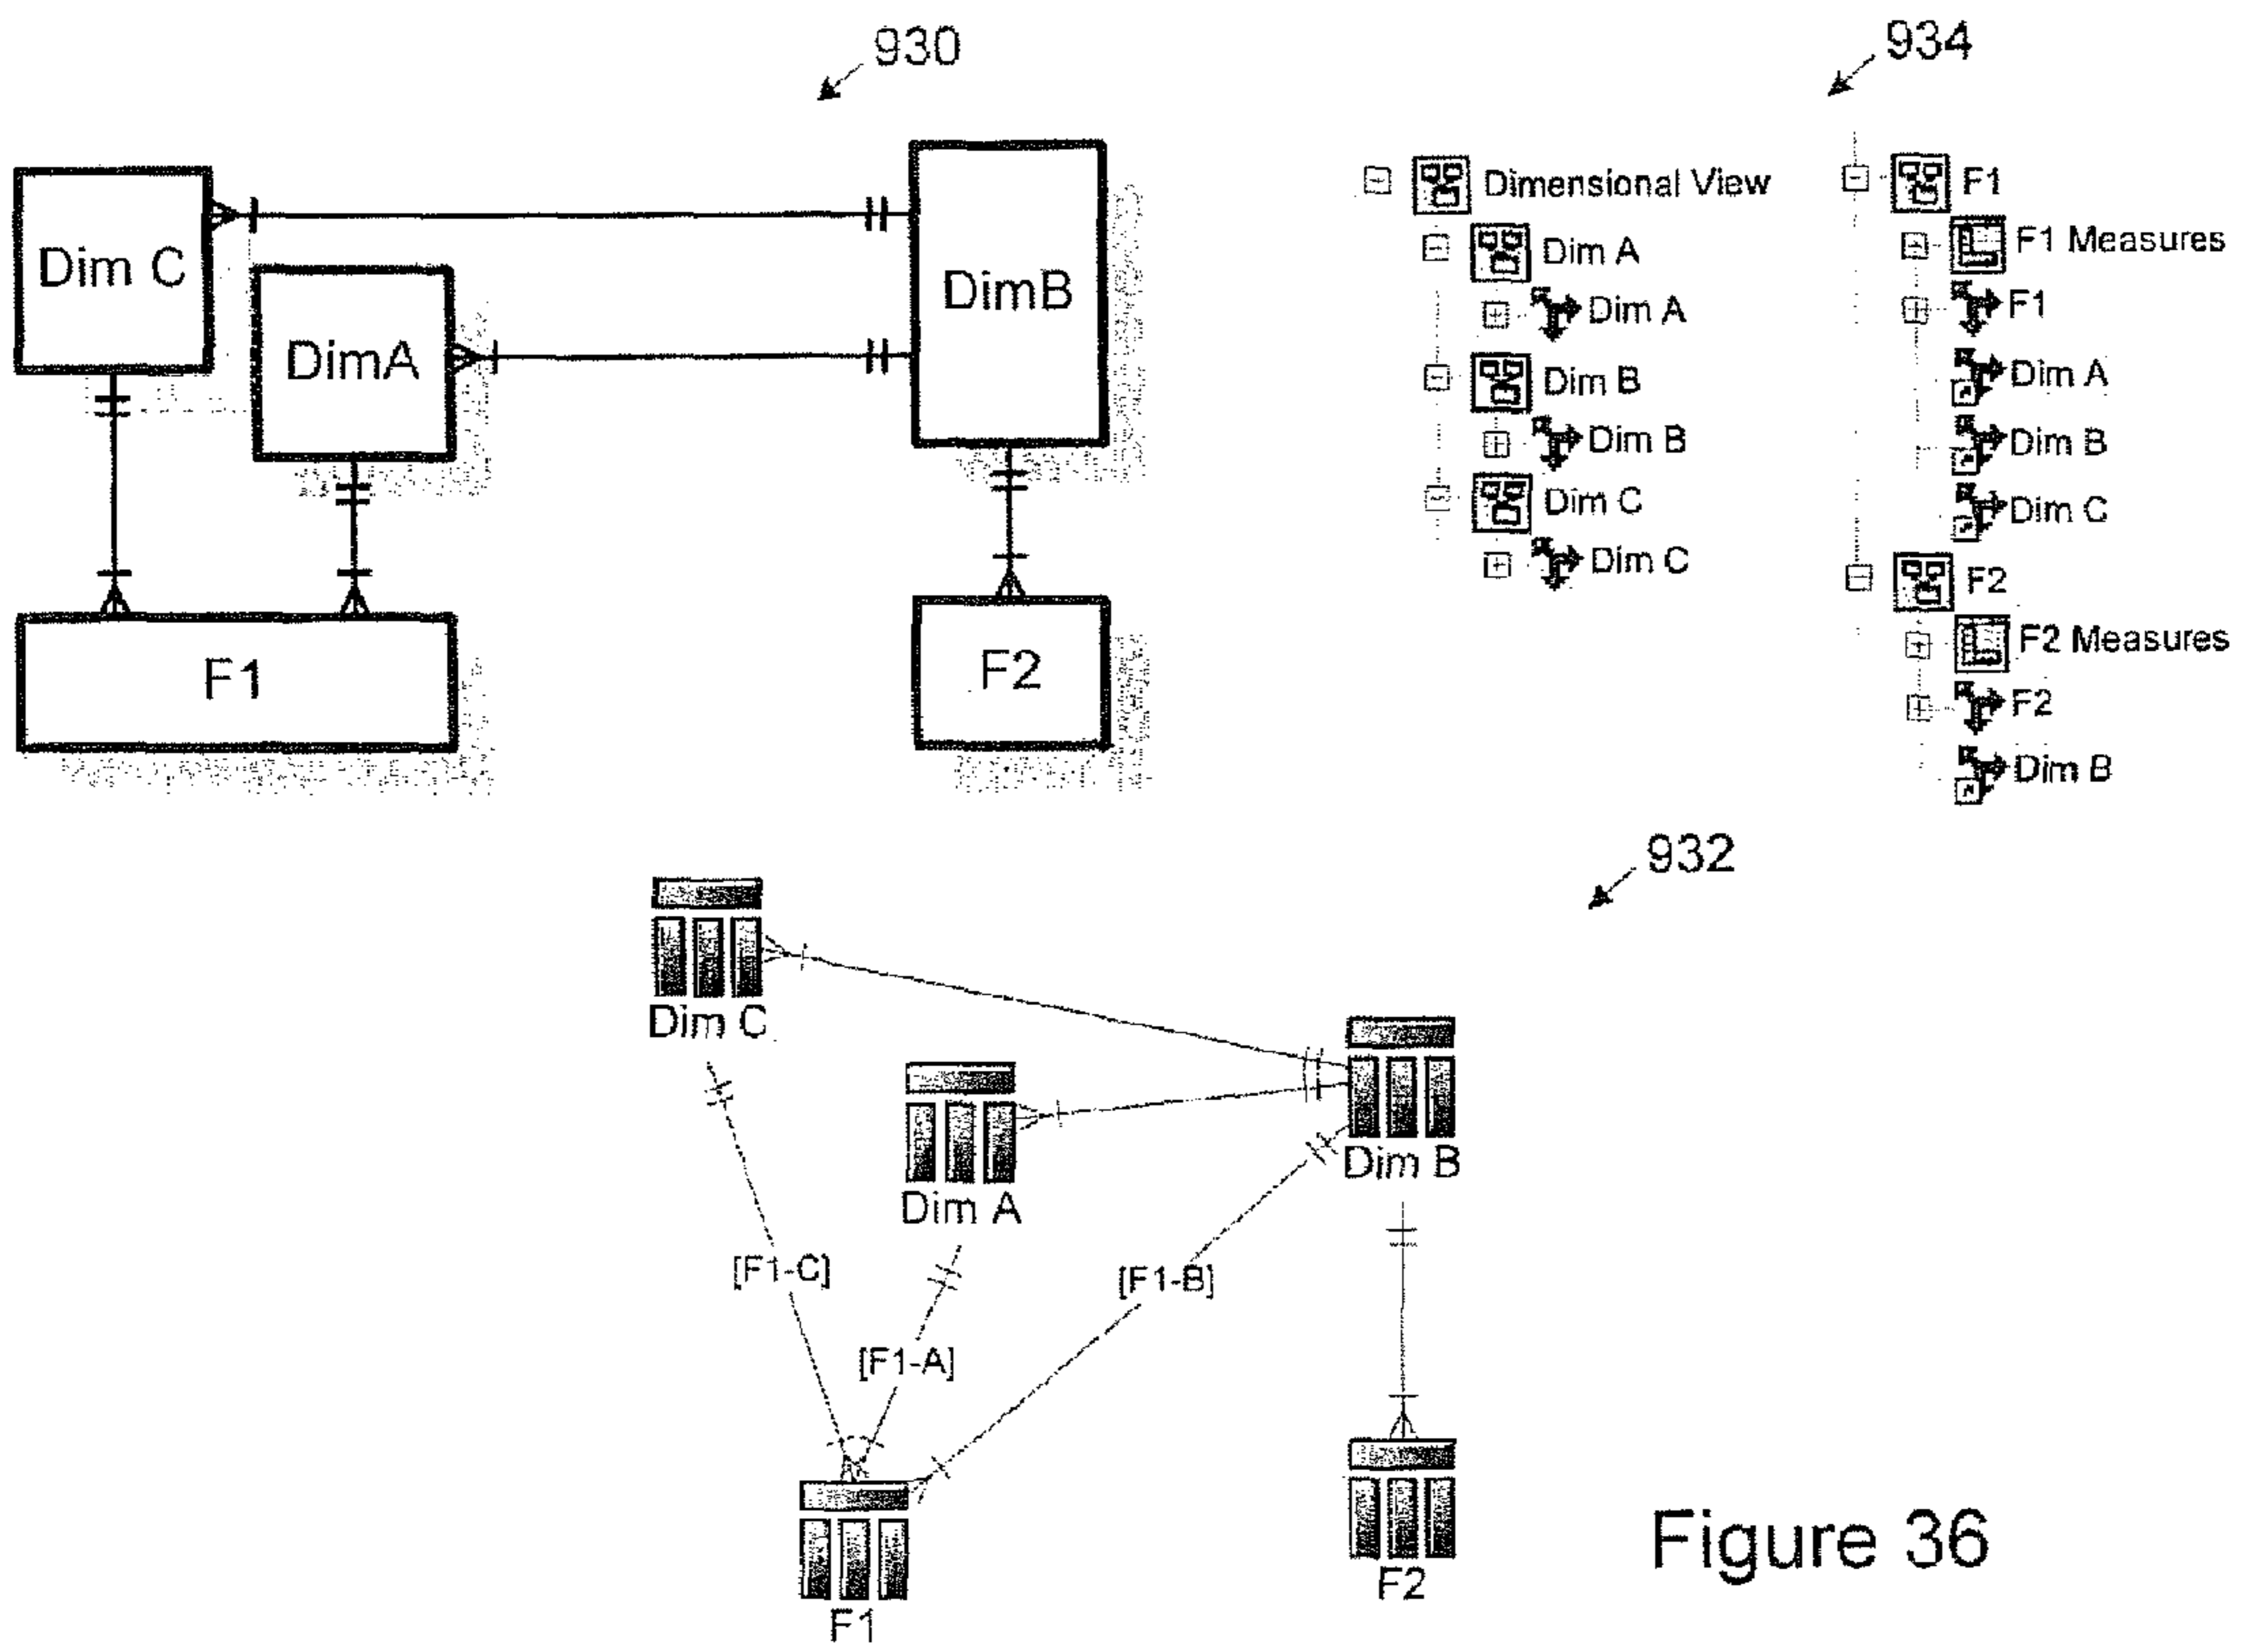 930
934
Dim C
DimA
DimB
F1
F2
Dimensional View
Dim A
Dim A
Dim B
Dim B
Dim C
Dim C
F1
F1 Measures
F1
Dim A
Dim B
Dim C
F2
F2 Measures
F2
Dim B
932
Dim C
Dim A
Dim B
[F1-C]
[F1-A]
[F1-B]
F1
F2
Figure 36